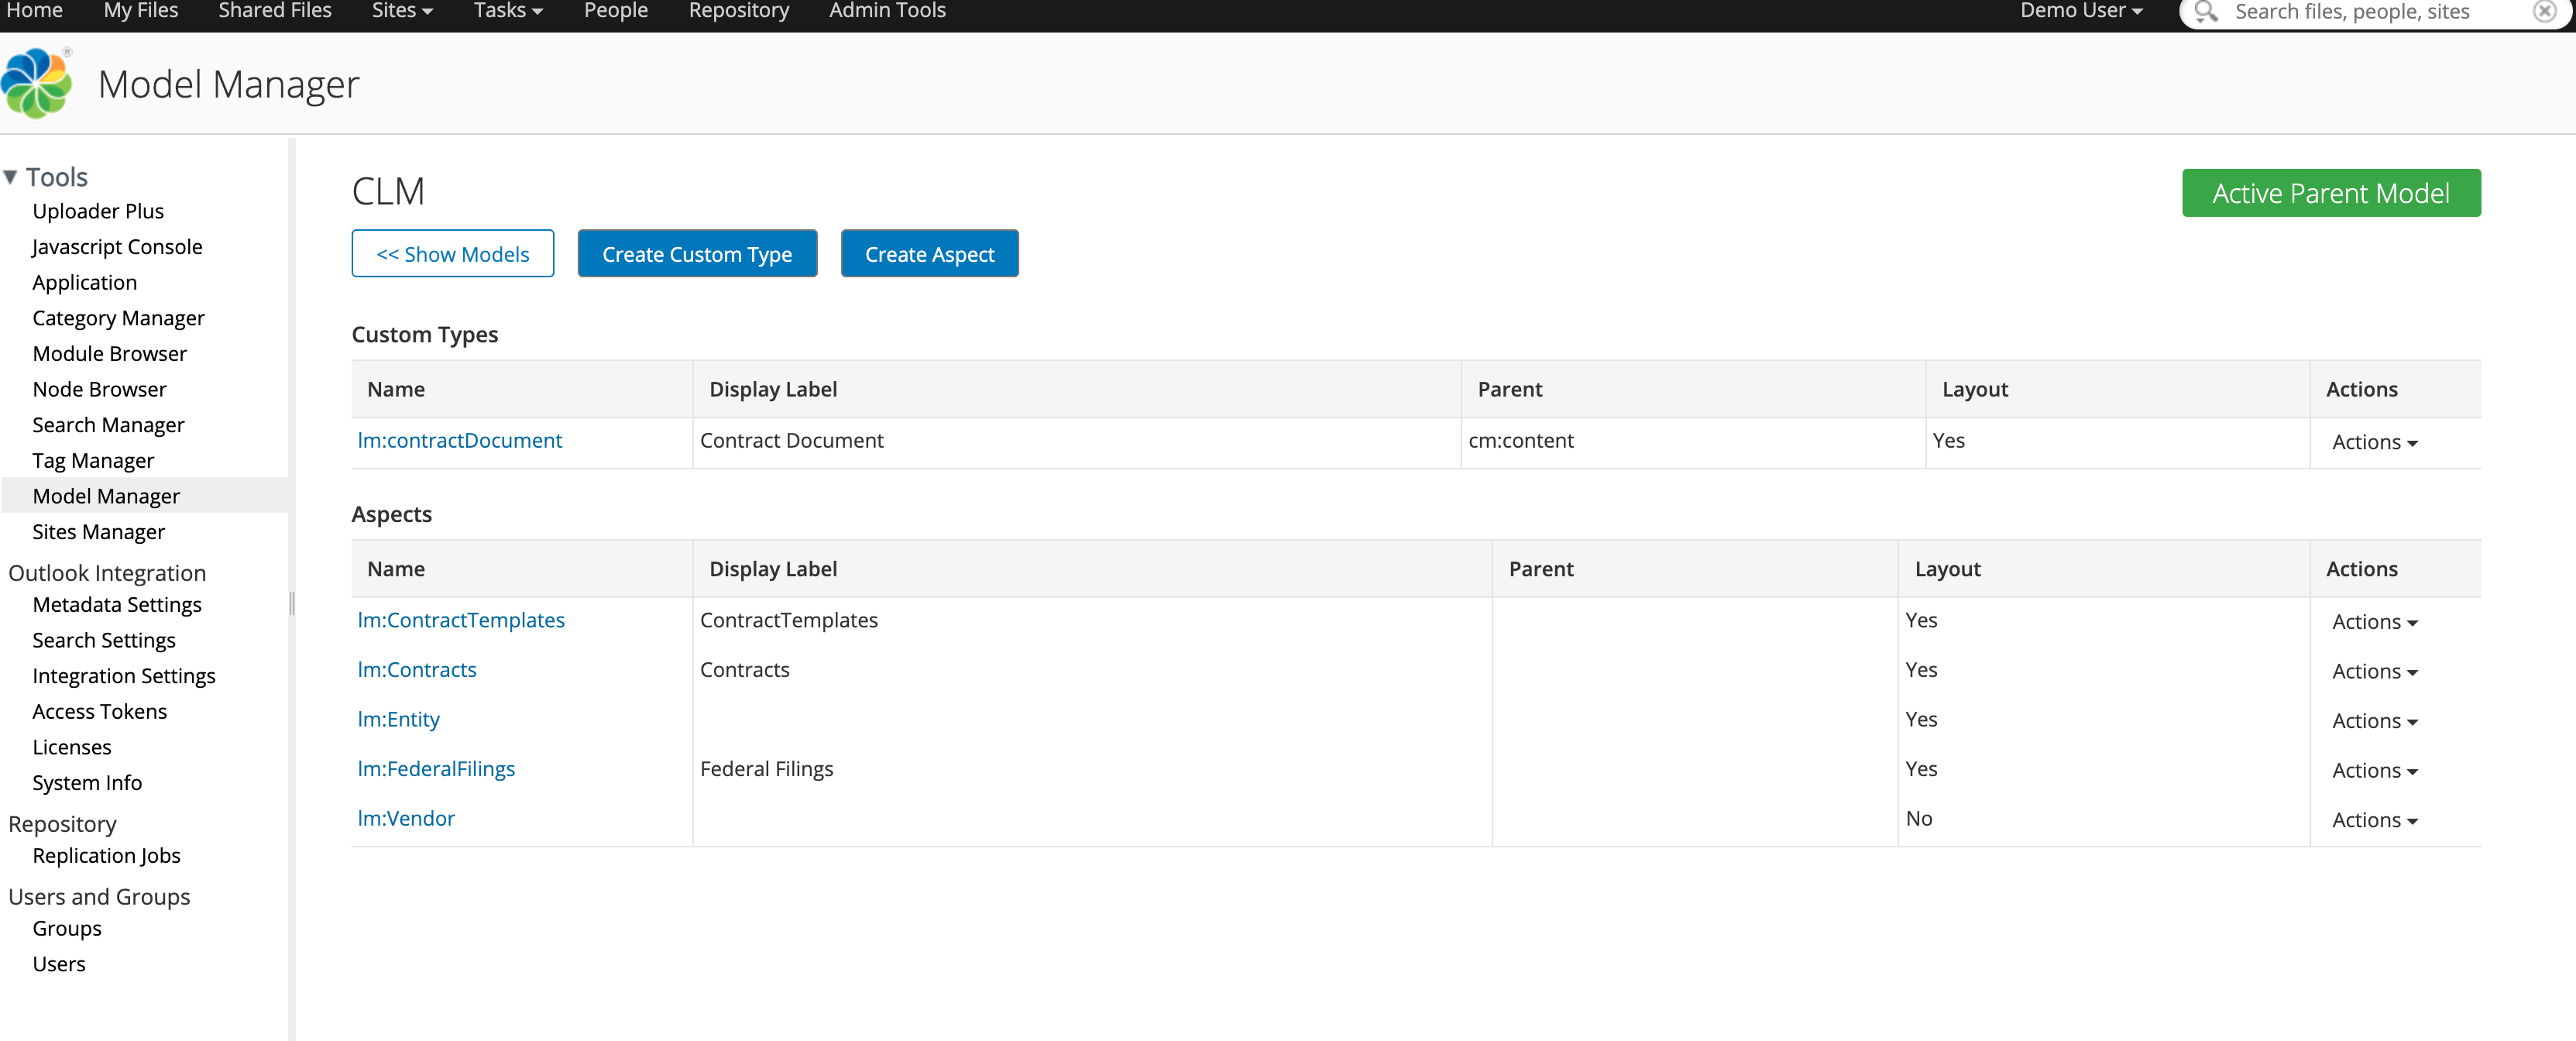 Home My Files Shared Files Sites Tasks People Repository Admin Tools Demo User Search files, people, sites
® Model Manager
Tools
Uploader Plus
Javascript Console
Application
Category Manager
Module Browser
Node Browser
Search Manager
Tag Manager
Model Manager
Sites Manager
Outlook Integration
Metadata Settings
Search Settings
Integration Settings
Access Tokens
Licenses
System Info
Repository
Replication Jobs
Users and Groups
Groups
Users
CLM Active Parent Model
<< Show Models Create Custom Type Create Aspect
Custom Types
Name Display Label Parent Layout Actions
lm:contractDocument Contract Document cm:content Yes Actions
Aspects
Name Display Label Parent Layout Actions
lm:ContractTemplates ContractTemplates Yes Actions
lm:Contracts Contracts Yes Actions
lm:Entity Yes Actions
lm:FederalFilings Federal Filings Yes Actions
lm:Vendor No Actions